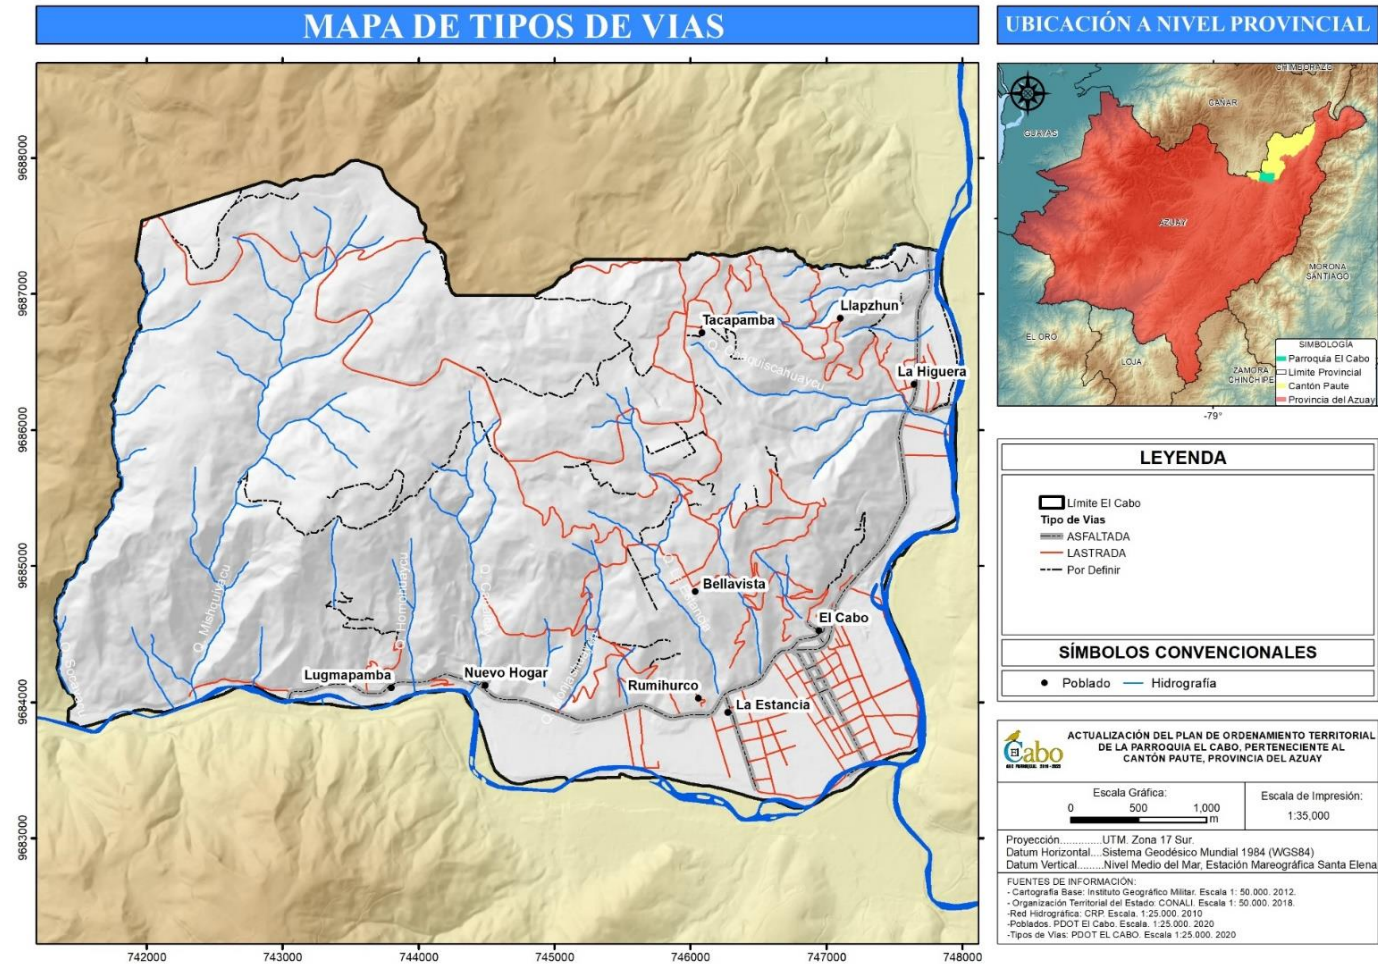 MAPA DE TIPOS DE VIAS
UBICACIÓN A NIVEL PROVINCIAL
9688000
9687000
9686000
9685000
9684000
9683000
742000
743000
744000
745000
746000
747000
748000
Llapzhun
Tacapamba
La Higuera
Bellavista
El Cabo
Lugmapamba
Nuevo Hogar
Rumihurco
La Estancia
Q. Mishquiyacu
CHIMBORAZO
CAÑAR
GUAYAS
AZUAY
MORONA
SANTIAGO
EL ORO
LOJA
ZAMORA
CHINCHIPE
SIMBOLOGÍA
Parroquia El Cabo
Limite Provincial
Cantón Paute
Provincia del Azuay
-79°
LEYENDA
Límite El Cabo
Tipo de Vias
ASFALTADA
LASTRADA
Por Definir
SÍMBOLOS CONVENCIONALES
Poblado
Hidrografía
El Cabo
ACTUALIZACIÓN DEL PLAN DE ORDENAMIENTO TERRITORIAL
DE LA PARROQUIA EL CABO, PERTENECIENTE AL
CANTÓN PAUTE, PROVINCIA DEL AZUAY
Escala Gráfica:
0 500 1,000
m
Escala de Impresión:
1:35,000
Proyección..............UTM. Zona 17 Sur.
Datum Horizontal....Sistema Geodésico Mundial 1984 (WGS84)
Datum Vertical.........Nivel Medio del Mar, Estación Mareográfica Santa Elena
FUENTES DE INFORMACIÓN:
- Cartografía Base: Instituto Geográfico Militar. Escala 1: 50.000. 2012.
- Organización Territorial del Estado: CONALI. Escala 1: 50.000. 2018.
-Red Hidrográfica: CRP. Escala. 1:25.000. 2010
-Poblados. PDOT El Cabo. Escala. 1:25.000. 2020
-Tipos de Vías: PDOT EL CABO. Escala 1:25.000. 2020